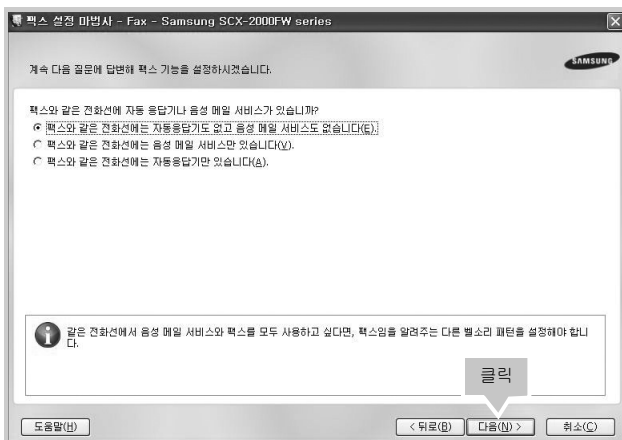 팩스 설정 마법사 - Fax - Samsung SCX-2000FW series
계속 다음 질문에 답변해 팩스 기능을 설정하시겠습니다.
SAMSUNG
팩스와 같은 전화선에 자동 응답기나 음성 메일 서비스가 있습니까?
팩스와 같은 전화선에는 자동응답기도 없고 음성 메일 서비스도 없습니다(E).
팩스와 같은 전화선에는 음성 메일 서비스만 있습니다(V).
팩스와 같은 전화선에는 자동응답기만 있습니다(A).
같은 전화선에서 음성 메일 서비스와 팩스를 모두 사용하고 싶다면, 팩스임을 알려주는 다른 벨소리 패턴을 설정해야 합니
다.
클릭
도움말(H)
< 뒤로(B)
다음(N) >
취소(C)